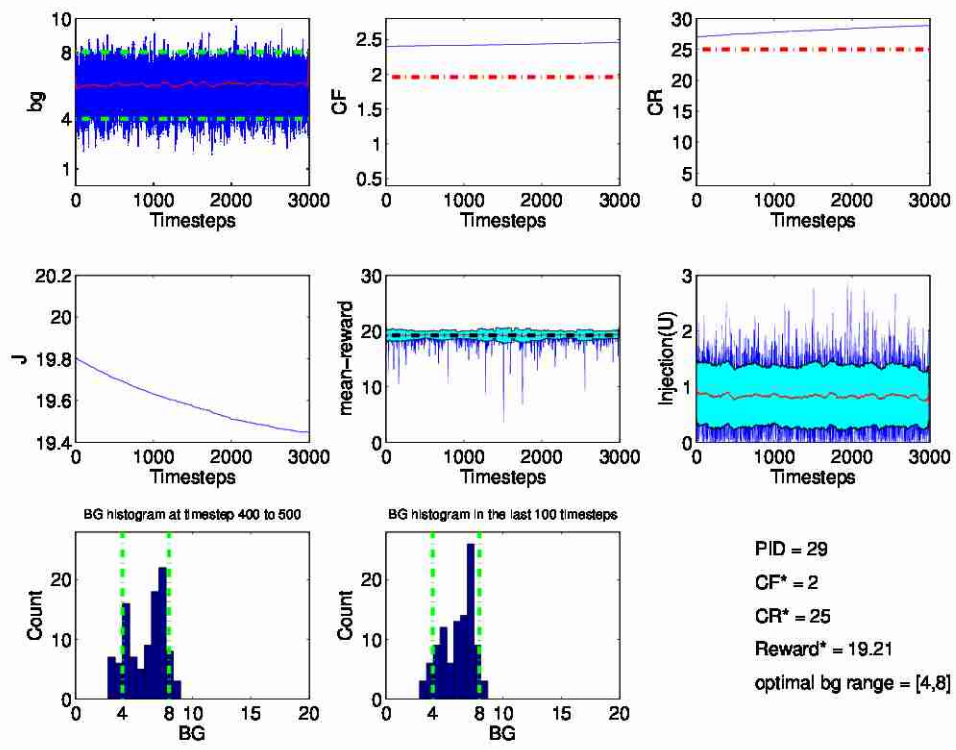 10
8
4
1
bg
0 1000 2000 3000
Timesteps
2.5
2
1.5
1
0.5
CF
0 1000 2000 3000
Timesteps
30
25
20
15
10
5
CR
0 1000 2000 3000
Timesteps
20.2
20
19.8
19.6
19.4
J
0 1000 2000 3000
Timesteps
30
20
10
0
mean-reward
0 1000 2000 3000
Timesteps
3
2
1
0
Injection(U)
0 1000 2000 3000
Timesteps
BG histogram at timestep 400 to 500
20
10
0
Count
0 4 8 10 15 20
BG
BG histogram in the last 100 timesteps
20
10
0
Count
0 4 8 10 15 20
BG
PID = 29
CF* = 2
CR* = 25
Reward* = 19.21
optimal bg range = [4,8]